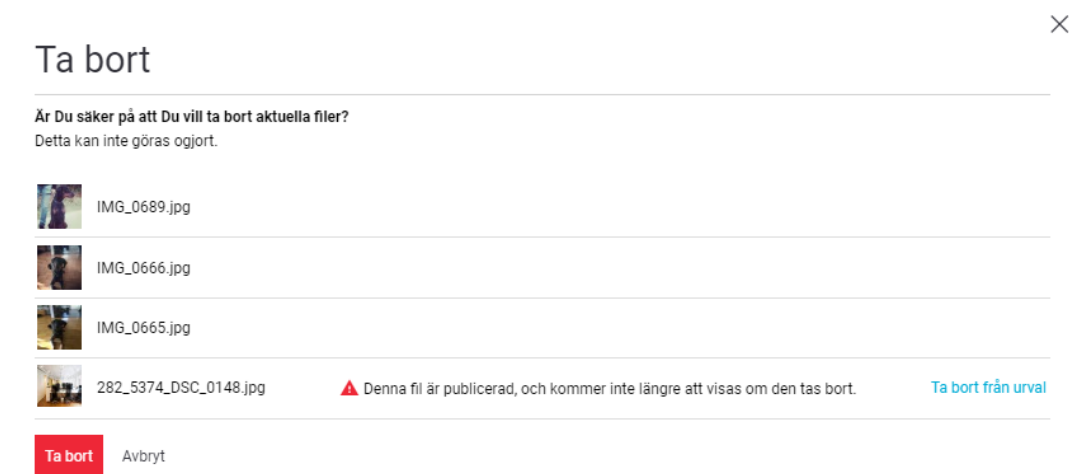 Ta bort
Är Du säker på att Du vill ta bort aktuella filer?
Detta kan inte göras ogjort.
IMG_0689.jpg
IMG_0666.jpg
IMG_0665.jpg
282_5374_DSC_0148.jpg Denna fil är publicerad, och kommer inte längre att visas om den tas bort. Ta bort från urval
Ta bort Avbryt